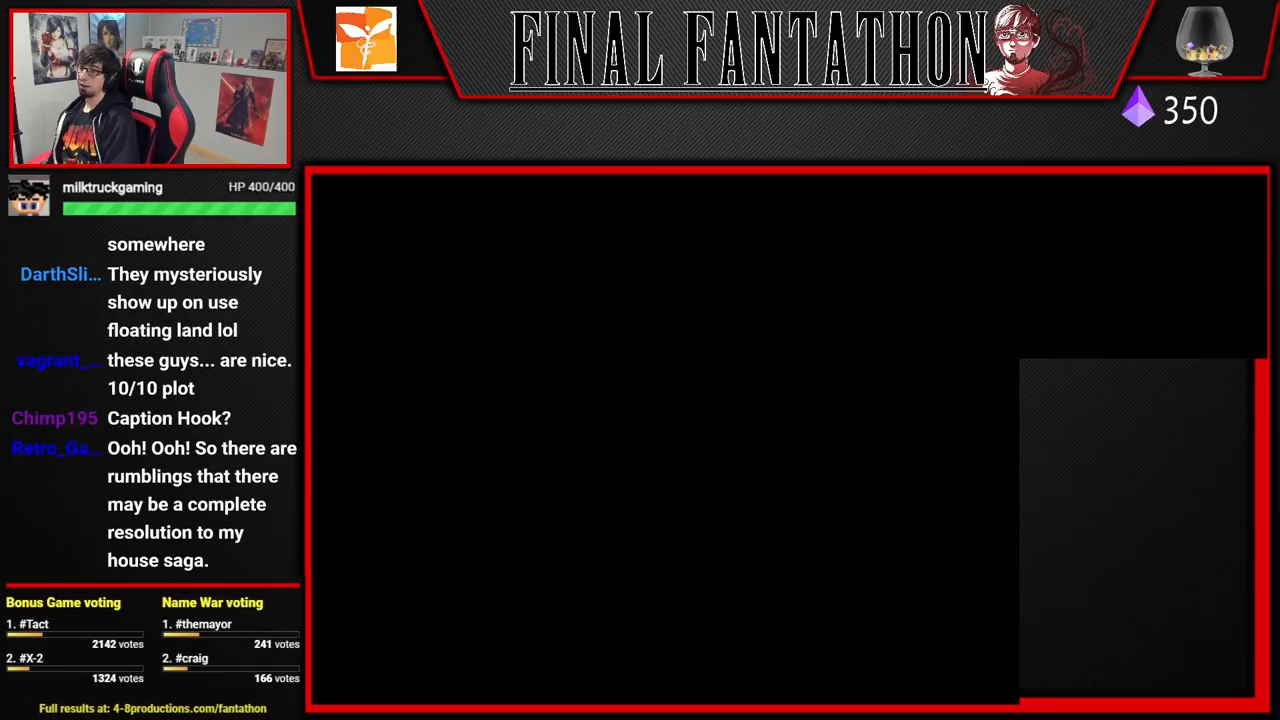 FINAL FANTATHON
350
milktruckgaming HP 400/400
somewhere
DarthSli... They mysteriously
show up on use
floating land lol
vagrant_... these guys... are nice.
10/10 plot
Chimp195 Caption Hook?
Retro_Ga... Ooh! Ooh! So there are
rumblings that there
may be a complete
resolution to my
house saga.
Bonus Game voting
1. #Tact
2142 votes
2. #X-2
1324 votes
Name War voting
1. #themayor
241 votes
2. #craig
166 votes
Full results at: 4-8productions.com/fantathon